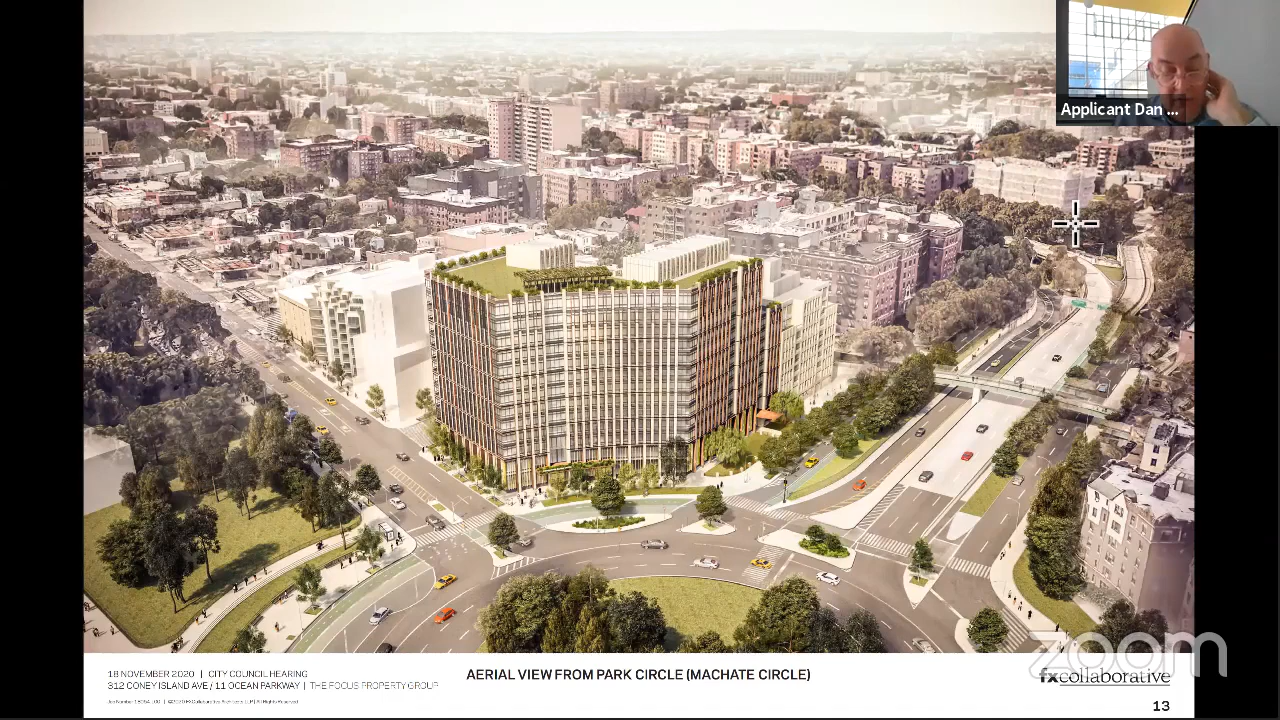 Applicant Dan ...
18 NOVEMBER 2020 | CITY COUNCIL HEARING
312 CONEY ISLAND AVE / 11 OCEAN PARKWAY | THE FOCUS PROPERTY GROUP
AERIAL VIEW FROM PARK CIRCLE (MACHATE CIRCLE)
zoom
fxcollaborative
13